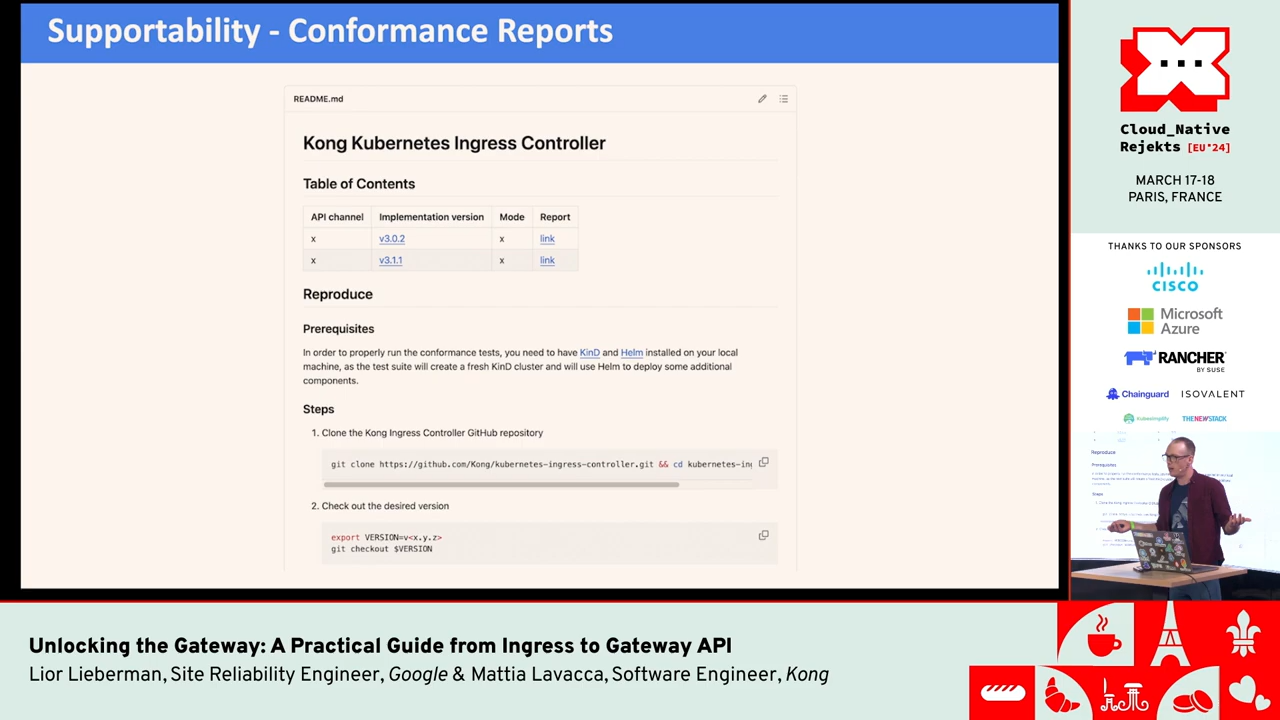 Supportability - Conformance Reports
README.md
Kong Kubernetes Ingress Controller
Table of Contents
API channel Implementation version Mode Report
x v3.0.2 x link
x v3.1.1 x link
Reproduce
Prerequisites
In order to properly run the conformance tests, you need to have KinD and Helm installed on your local
machine, as the test suite will create a fresh KinD cluster and will use Helm to deploy some additional
components.
Steps
1. Clone the Kong Ingress Controller GitHub repository
git clone https://github.com/Kong/kubernetes-ingress-controller.git && cd kubernetes-in
2. Check out the desired version
export VERSION=v<x.y.z>
git checkout $VERSION
Cloud_Native
Rejekts [EU'24]
MARCH 17-18
PARIS, FRANCE
THANKS TO OUR SPONSORS
CISCO
Microsoft
Azure
RANCHER
BY SUSE
Chainguard ISOVALENT
Kubesimplify THENEWSTACK
Reproduce
Prerequisites
Steps
Unlocking the Gateway: A Practical Guide from Ingress to Gateway API
Lior Lieberman, Site Reliability Engineer, Google & Mattia Lavacca, Software Engineer, Kong